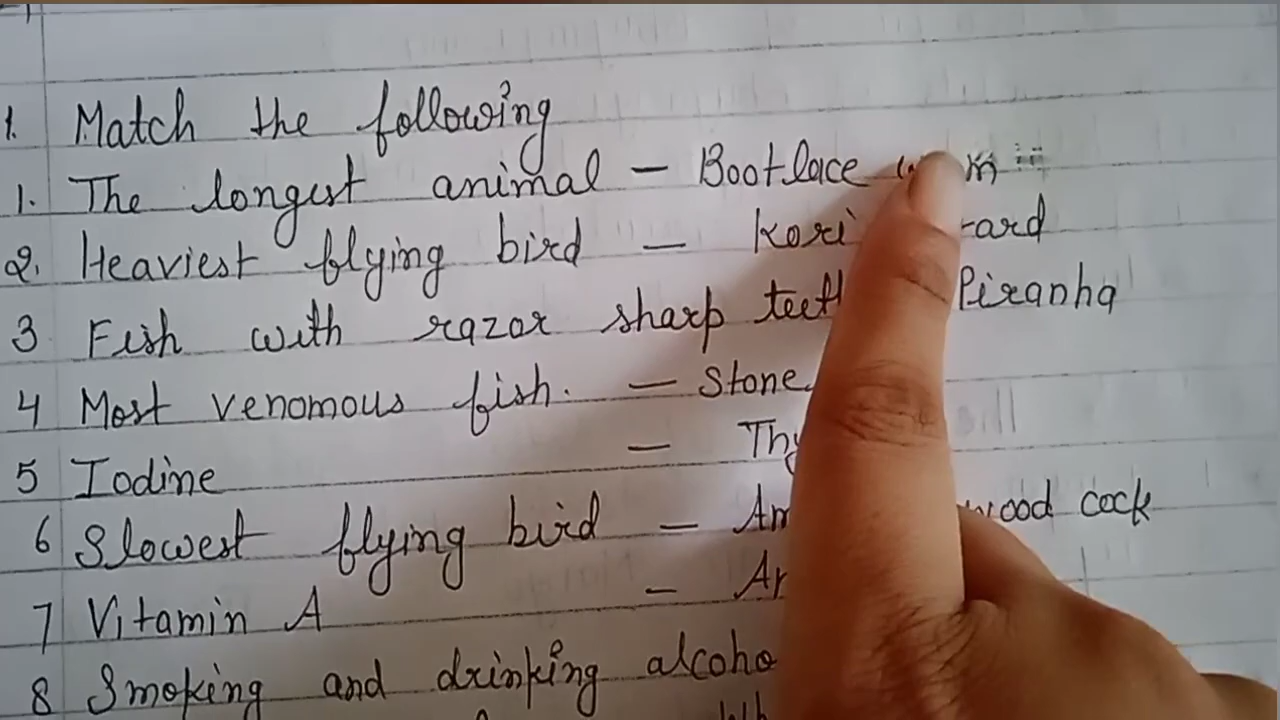 1. Match the following
1. The longest animal - Bootlace
2. Heaviest flying bird - Kori
3 Fish with razor sharp teeth Piranha
4 Most venomous fish. - Stone
5 Iodine -
6 Slowest flying bird - wood cock
7 Vitamin A -
8 Smoking and drinking